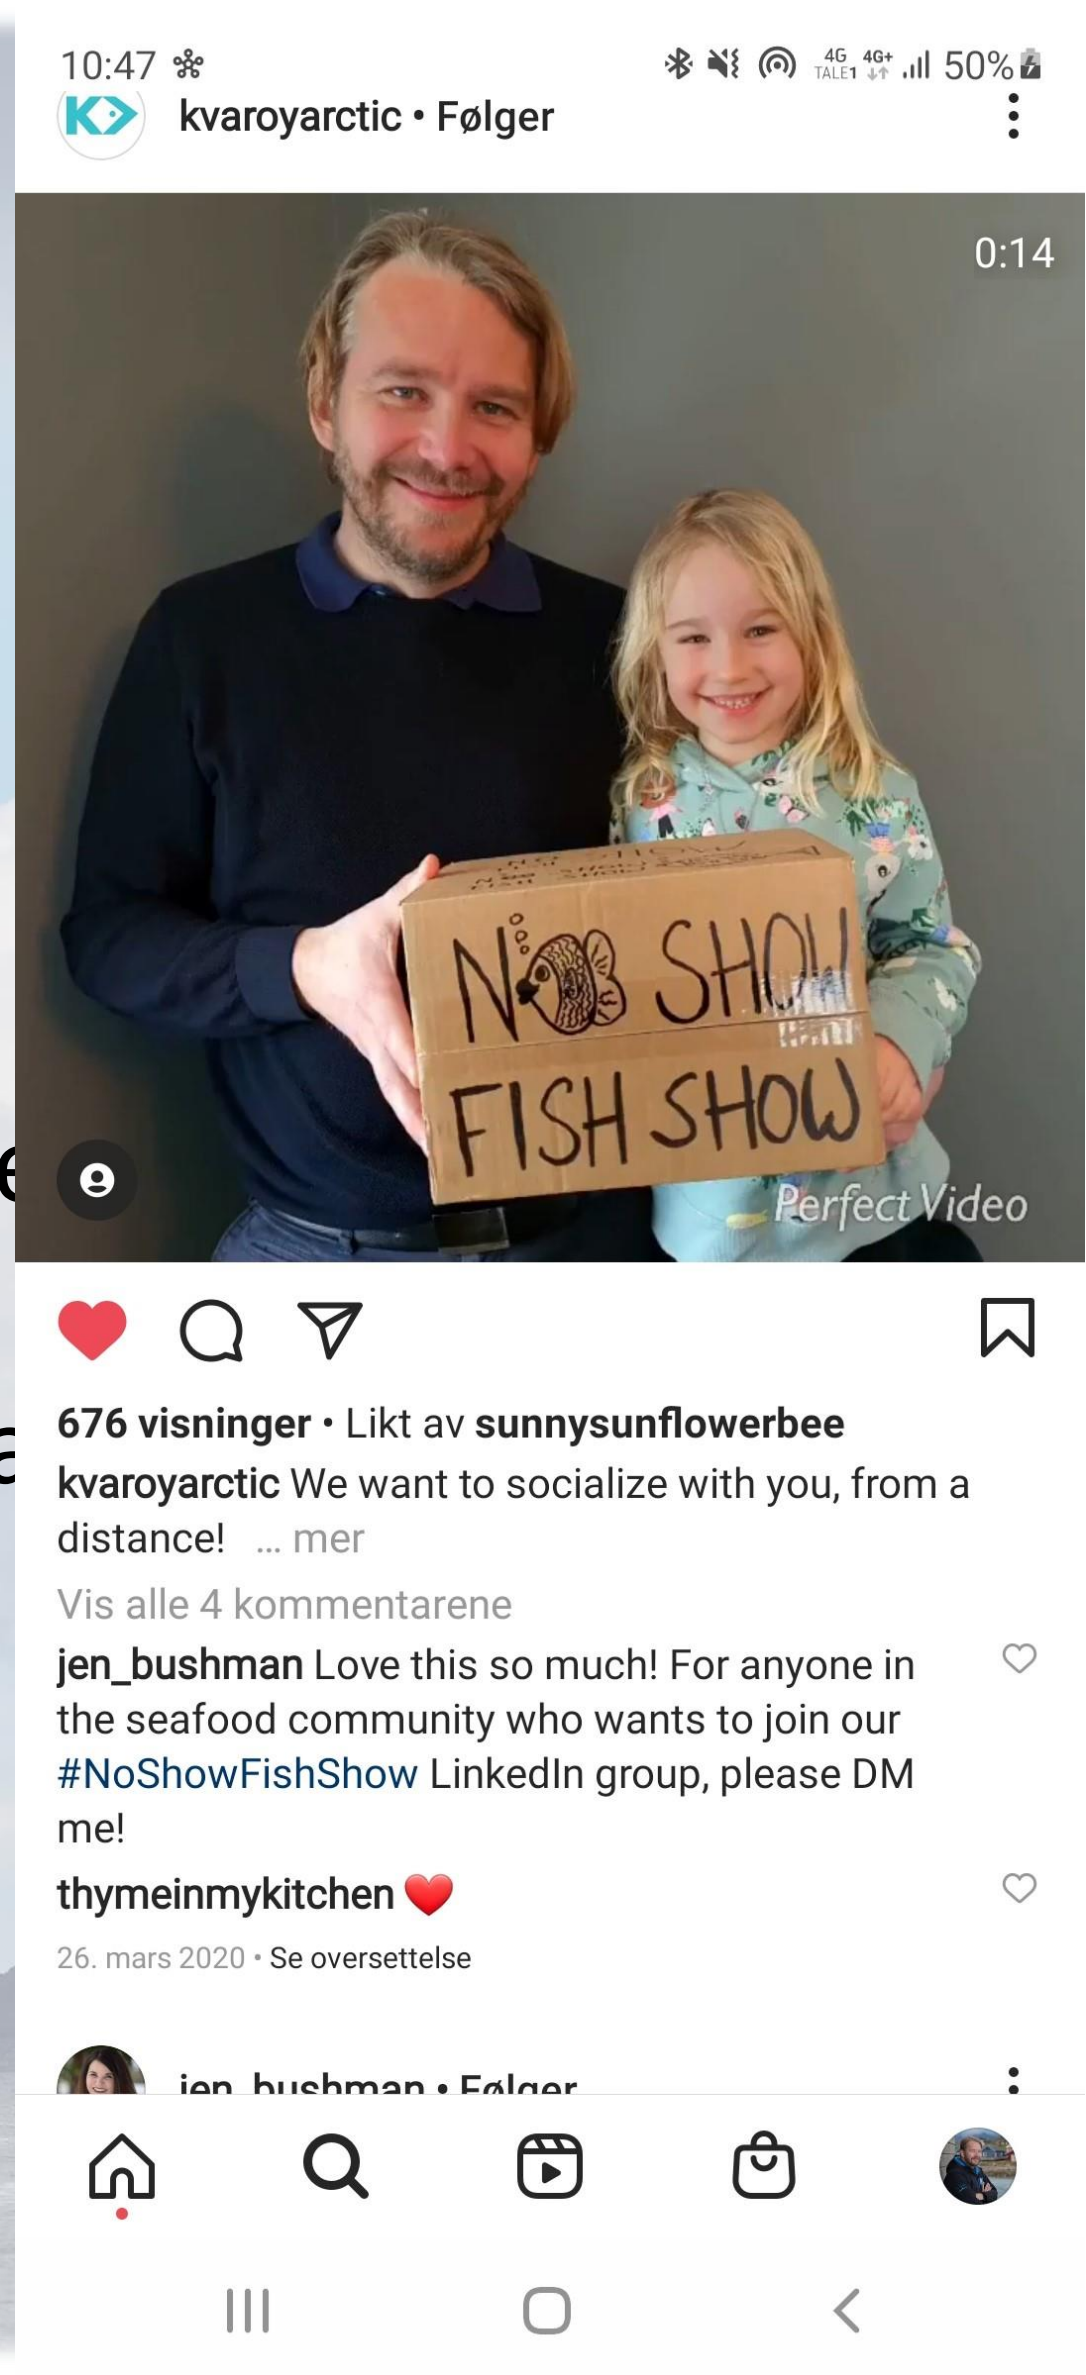 10:47
4G 4G+ 50%
TALE1
kvaroyarctic • Følger
0:14
NO SHOW
FISH SHOW
Perfect Video
676 visninger • Likt av sunnysunflowerbee
kvaroyarctic We want to socialize with you, from a
distance! ... mer
Vis alle 4 kommentarene
jen_bushman Love this so much! For anyone in
the seafood community who wants to join our
#NoShowFishShow LinkedIn group, please DM
me!
thymeinmykitchen ❤️
26. mars 2020 • Se oversettelse
jen_bushman • Følger